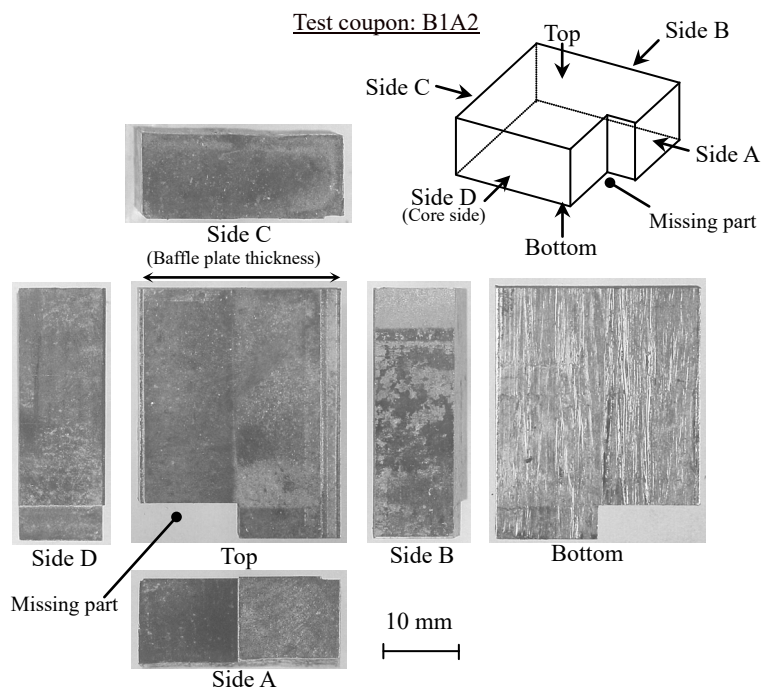 Test coupon: B1A2
Top
Side B
Side C
Side A
Side D
(Core side)
Missing part
Bottom
Side C
(Baffle plate thickness)
Side D
Top
Side B
Bottom
Missing part
10 mm
Side A